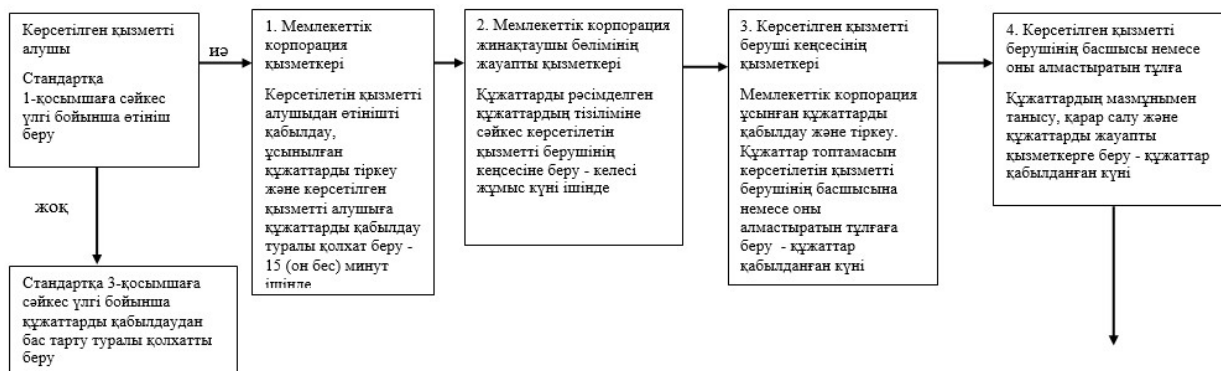 Көрсетілген қызметті
алушы
Стандартқа
1-қосымшаға сәйкес
үлгі бойынша өтініш
беру
иә
жоқ
Стандартқа 3-қосымшаға
сәйкес үлгі бойынша
құжаттарды қабылдаудан
бас тарту туралы қолхатты
беру
1. Мемлекеттік
корпорация
қызметкері
Көрсетілетін қызметті
алушыдан өтінішті
қабылдау,
ұсынылған
құжаттарды тіркеу
және көрсетілген
қызметті алушыға
құжаттарды қабылдау
туралы қолхат беру -
15 (он бес) минут
ішінде
2. Мемлекеттік корпорация
жинақтаушы бөлімінің
жауапты қызметкері
Құжаттарды рәсімделген
құжаттардың тізіліміне
сәйкес көрсетілетін
қызметті берушінің
кеңсесіне беру - келесі
жұмыс күні ішінде
3. Көрсетілген қызметті
беруші кеңсесінің
қызметкері
Мемлекеттік корпорация
ұсынған құжаттарды
қабылдау және тіркеу.
Құжаттар топтамасын
көрсетілетін қызметті
берушінің басшысына
немесе оны
алмастыратын тұлғаға
беру - құжаттар
қабылданған күні
4. Көрсетілген қызметті
берушінің басшысы немесе
оны алмастыратын тұлға
Құжаттардың мазмұнымен
танысу, қарар салу және
құжаттарды жауапты
қызметкерге беру - құжаттар
қабылданған күні